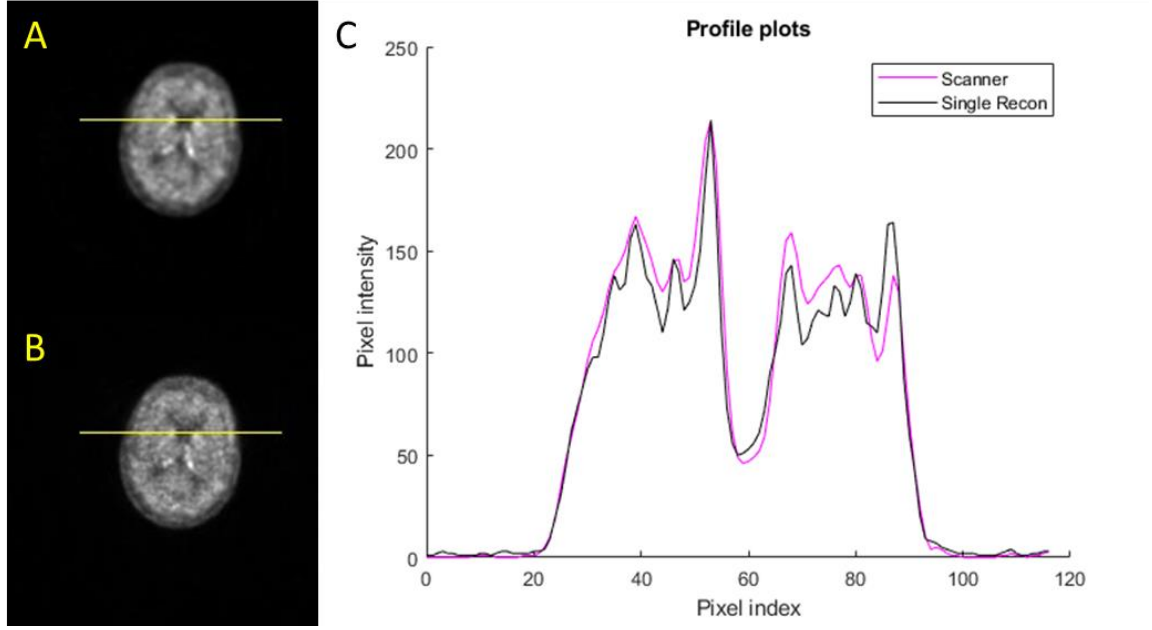 A
B
C
Profile plots
Scanner
Single Recon
Pixel intensity
250
200
150
100
50
0
0 20 40 60 80 100 120
Pixel index